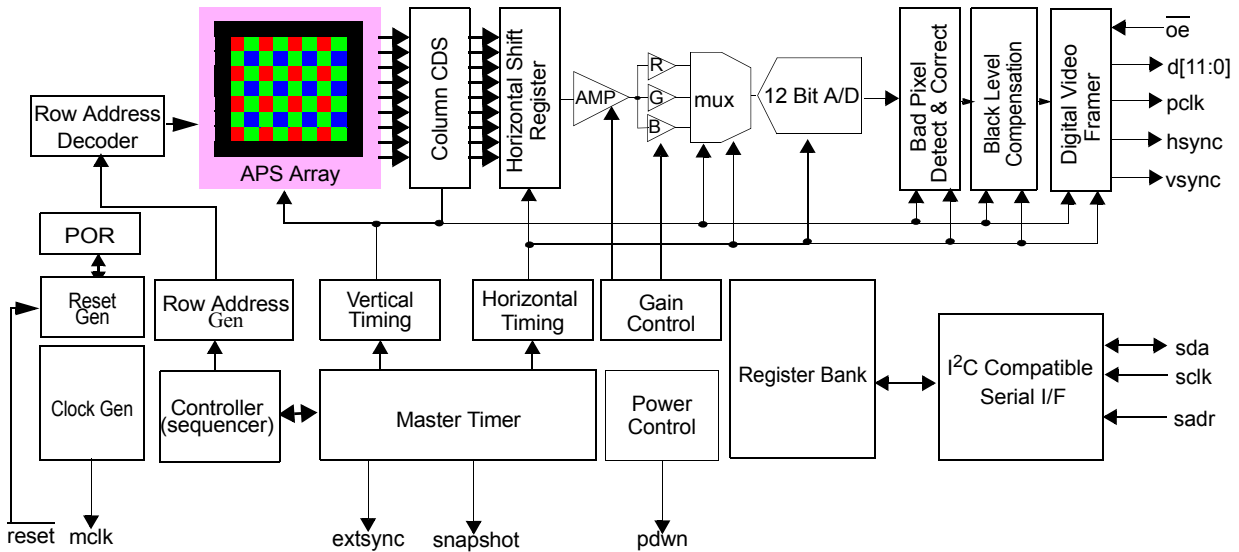 APS Array
Column CDS
Horizontal Shift
Register
AMP
R
G
B
mux
12 Bit A/D
Bad Pixel
Detect & Correct
Black Level
Compensation
Digital Video
Framer
oe
d[11:0]
pclk
hsync
vsync
Row Address
Decoder
POR
Reset
Gen
Row Address
Gen
Vertical
Timing
Horizontal
Timing
Gain
Control
Register Bank
I²C Compatible
Serial I/F
sda
sclk
sadr
Clock Gen
Controller
(sequencer)
Master Timer
Power
Control
reset
mclk
extsync
snapshot
pdwn